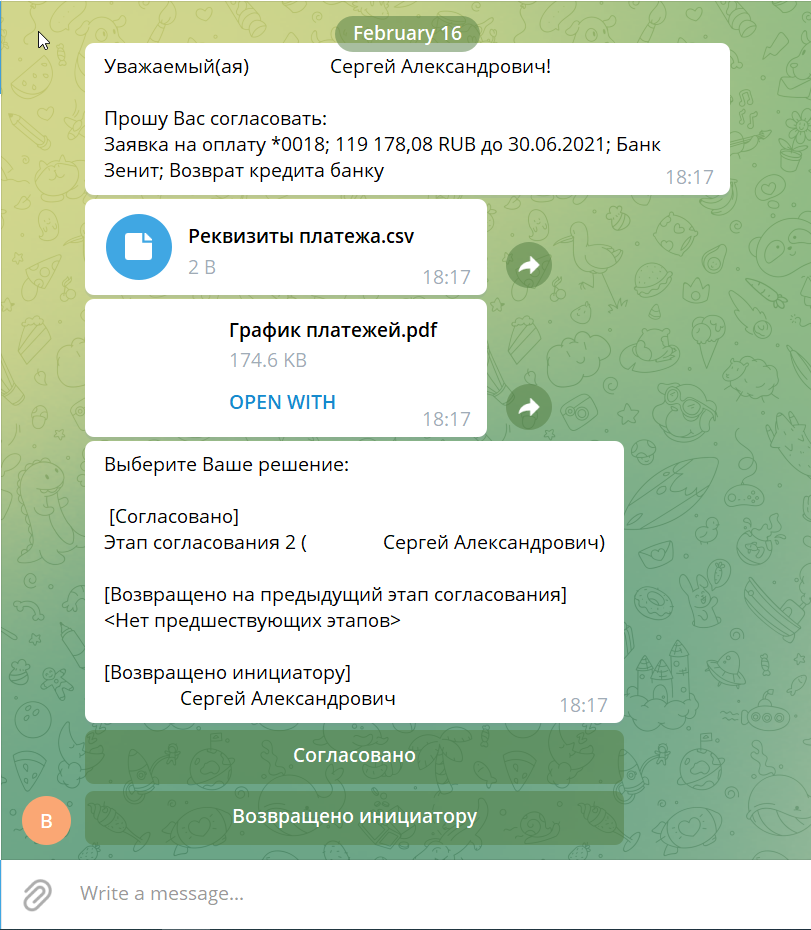 February 16
Уважаемый(ая) Сергей Александрович!
Прошу Вас согласовать:
Заявка на оплату *0018; 119 178,08 RUB до 30.06.2021; Банк
Зенит; Возврат кредита банку
18:17
Реквизиты платежа.csv
2 B
18:17
График платежей.pdf
174.6 KB
OPEN WITH
18:17
Выберите Ваше решение:
[Согласовано]
Этап согласования 2 ( Сергей Александрович)
[Возвращено на предыдущий этап согласования]
<Нет предшествующих этапов>
[Возвращено инициатору]
Сергей Александрович
18:17
Согласовано
В
Возвращено инициатору
Write a message...